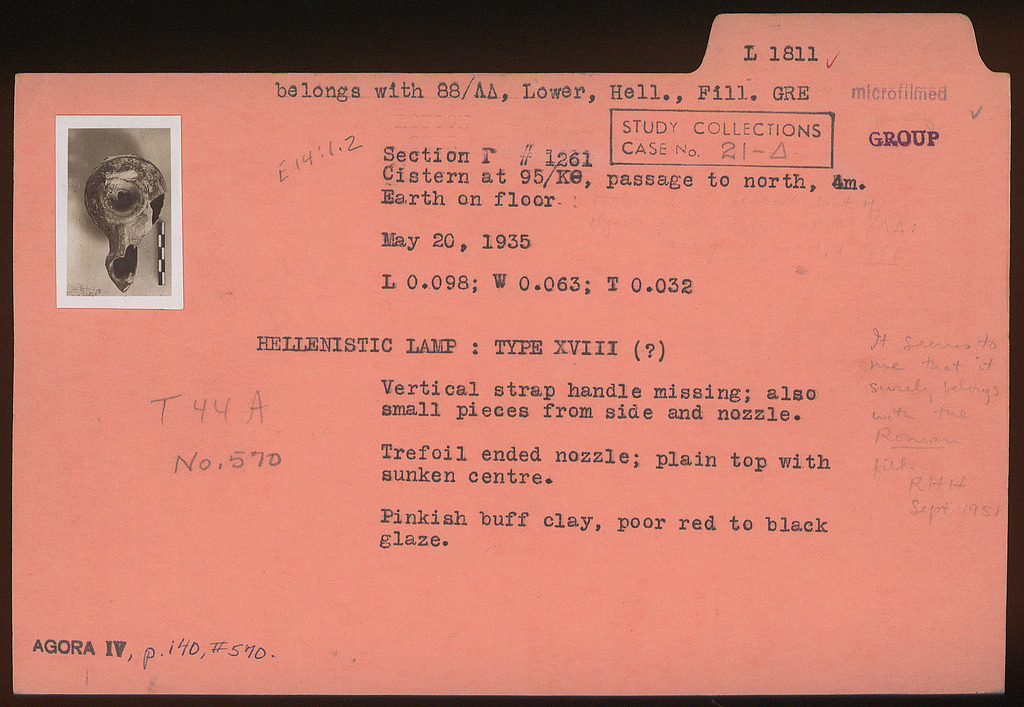 L 1811 ✓
belongs with 88/ΛΔ, Lower, Hell., Fill. GRE
microfilmed
✓
GROUP
STUDY COLLECTIONS
CASE No. 21-Δ
E 14:1.2
Section Γ # 1261
Cistern at 95/ΚΘ, passage to north, 4m.
Earth on floor
May 20, 1935
L 0.098; W 0.063; T 0.032
HELLENISTIC LAMP : TYPE XVIII (?)
Vertical strap handle missing; also
small pieces from side and nozzle.
Trefoil ended nozzle; plain top with
sunken centre.
Pinkish buff clay, poor red to black
glaze.
T 44 A
No. 570
It seems to
me that it
surely belongs
with the
Roman
fill.
RHH
Sept 1951
AGORA IV, p. 140, #570.